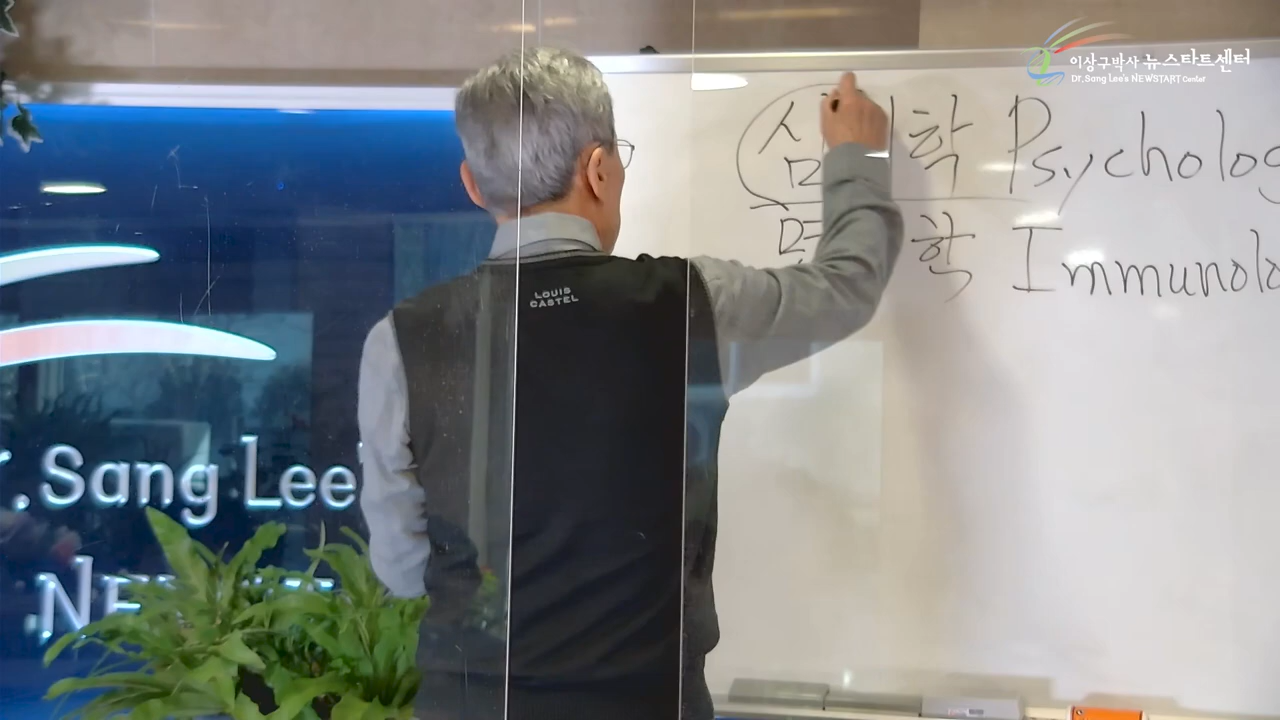 이상구박사 뉴스타트센터
Dr. Sang Lee's NEWSTART Center
학 Psycholog
학 Immunolo
LOUIS
CASTEL
.Sang Lee'